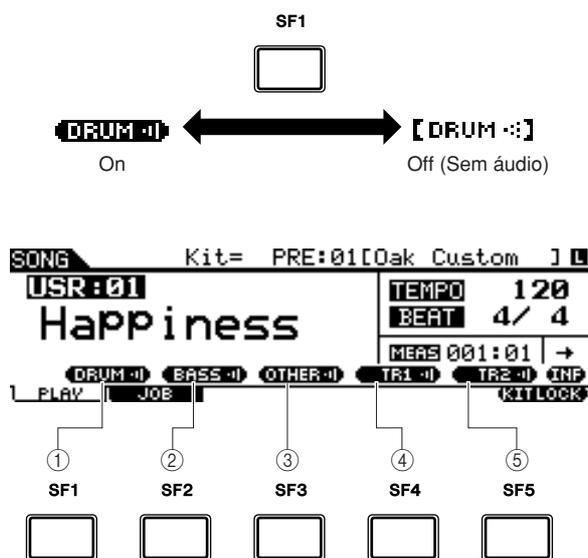 SF1
DRUM
[DRUM]
On
Off (Sem áudio)
SONG Kit= PRE:01[Oak Custom ] L
USR:01
TEMPO 120
Happiness
BEAT 4/ 4
MEAS 001:01 →
DRUM BASS OTHER TR1 TR2 INP
PLAY JOB KITLOCK
① ② ③ ④ ⑤
SF1 SF2 SF3 SF4 SF5